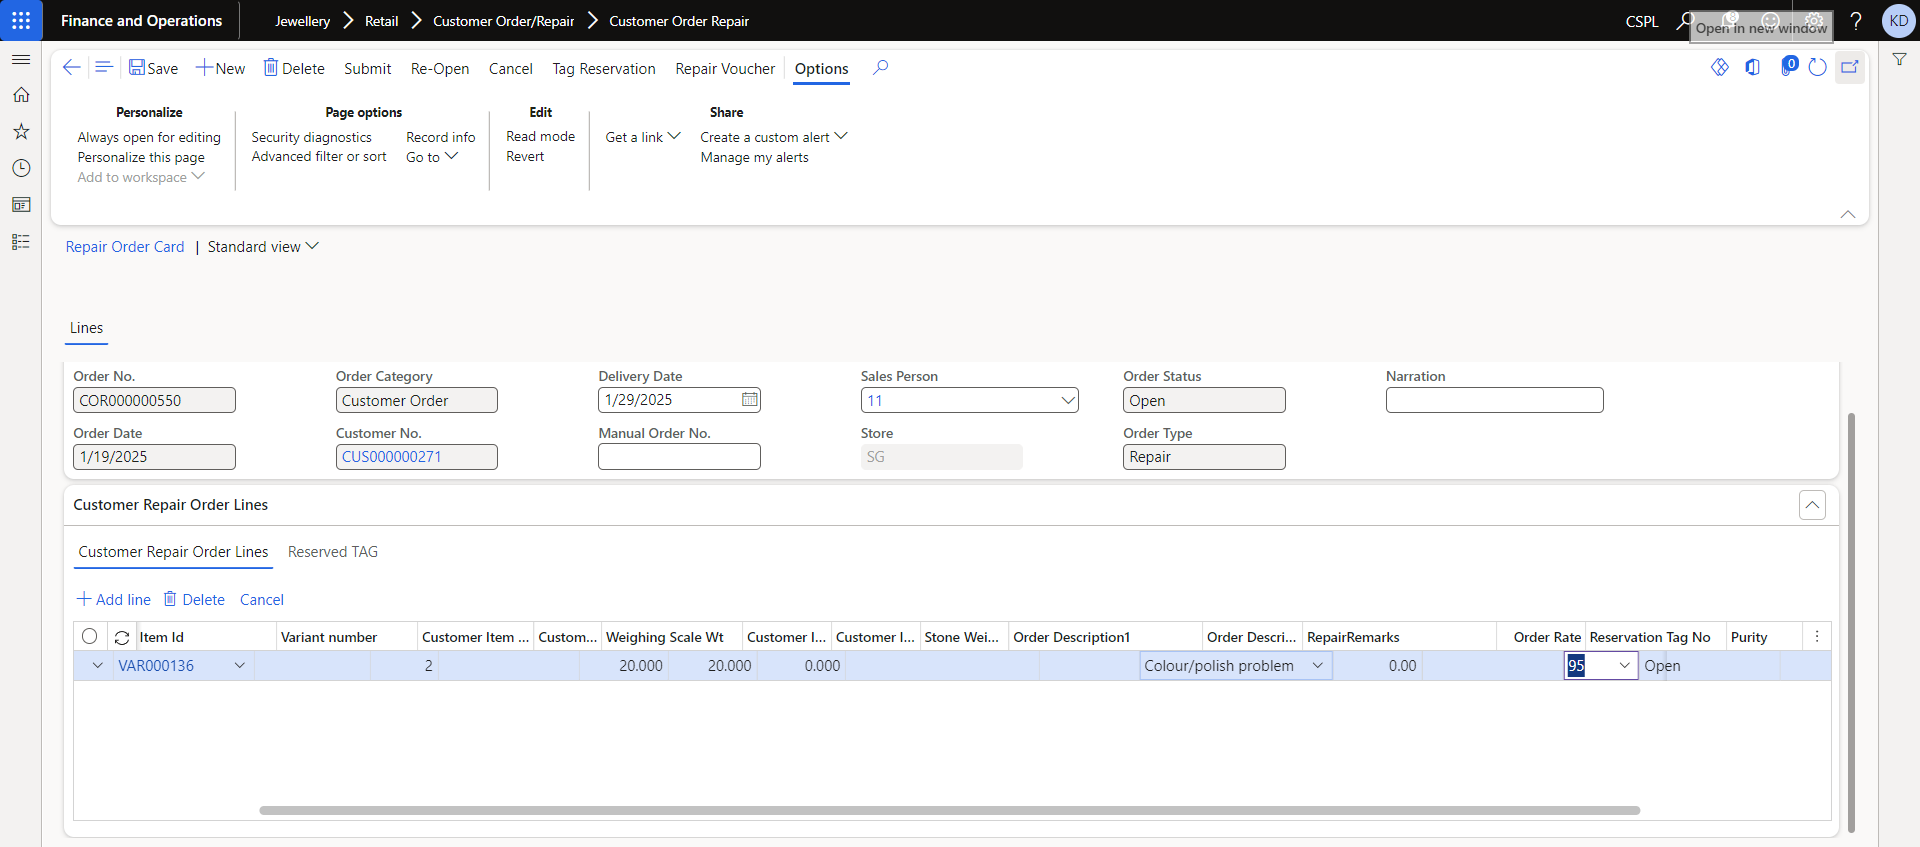 Finance and Operations
Jewellery Retail Customer Order/Repair Customer Order Repair
CSPL
8
? KD
Open in new window
Save New Delete Submit Re-Open Cancel Tag Reservation Repair Voucher Options
0
Personalize
Always open for editing
Personalize this page
Add to workspace
Page options
Security diagnostics
Advanced filter or sort
Record info
Go to
Edit
Read mode
Revert
Share
Get a link
Create a custom alert
Manage my alerts
Repair Order Card | Standard view
Lines
Order No. Order Category Delivery Date Sales Person Order Status Narration
COR000000550 Customer Order 1/29/2025 11 Open
Order Date Customer No. Manual Order No. Store Order Type
1/19/2025 CUS000000271 SG Repair
Customer Repair Order Lines
Customer Repair Order Lines Reserved TAG
Add line Delete Cancel
Item Id Variant number Customer Item ... Custom... Weighing Scale Wt Customer I... Customer I... Stone Wei... Order Description1 Order Descri... RepairRemarks Order Rate Reservation Tag No Purity
VAR000136 2 20.000 20.000 0.000 Colour/polish problem 0.00 95 Open